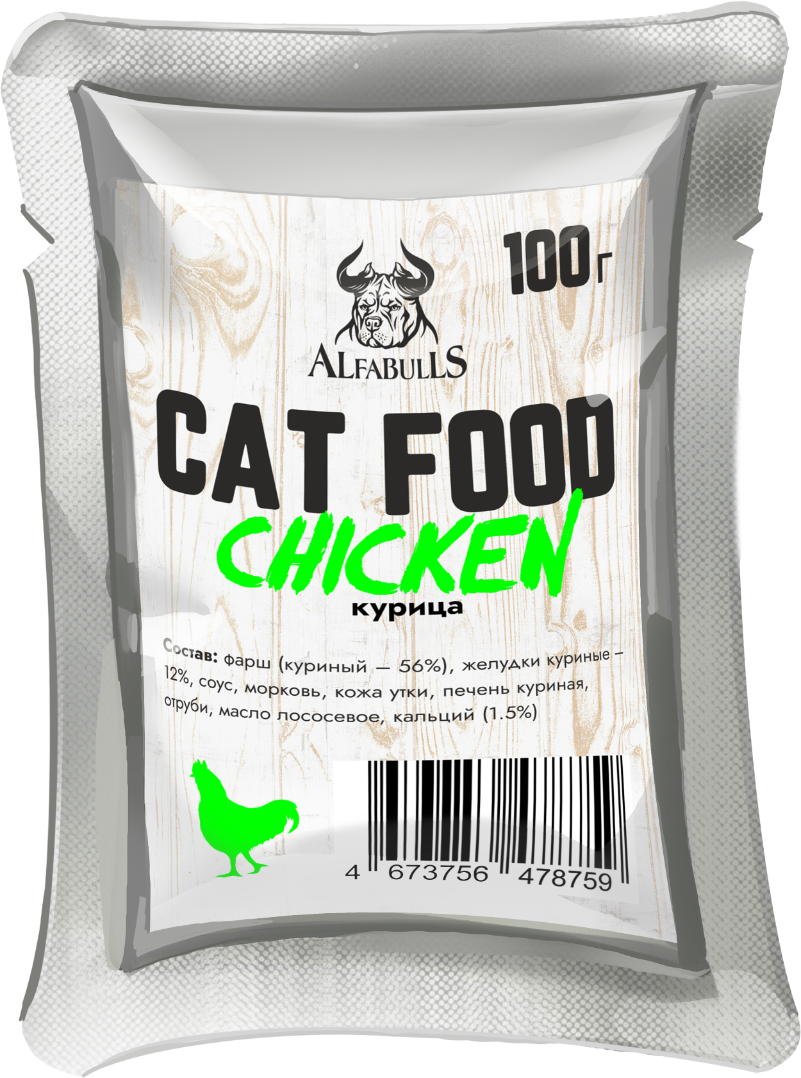 100г
ALFABULLS
CAT FOOD
CHICKEN
курица
Состав: фарш (куриный – 56%), желудки куриные –
12%, соус, морковь, кожа утки, печень куриная,
отруби, масло лососевое, кальций (1.5%)
4 673756 478759